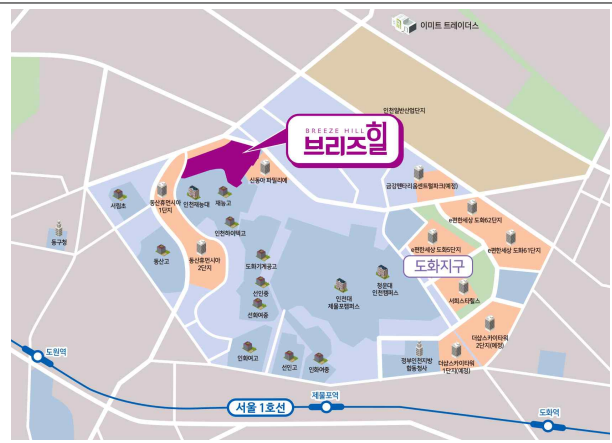 이미트 트레이더스
인천일반산업단지
BREEZE HILL
브리즈힐
신동아 파밀리에
금강펜테리움센트럴파크(예정)
동산휴먼시아
1단지
인천재능대
재능고
서림초
인천하이텍고
e편한세상 도화6-2단지
동구청
동산고
동산휴먼시아
2단지
도화기계공고
e편한세상 도화5단지
e편한세상 도화6-1단지
도화지구
선인중
선화여중
인천대
제물포캠퍼스
청운대
인천캠퍼스
서희스타힐스
더샵스카이타워
2단지(예정)
인화여고
선인고
인화여중
정부인천지방
합동청사
더샵스카이타워
1단지(예정)
도원역
서울 1호선
제물포역
도화역